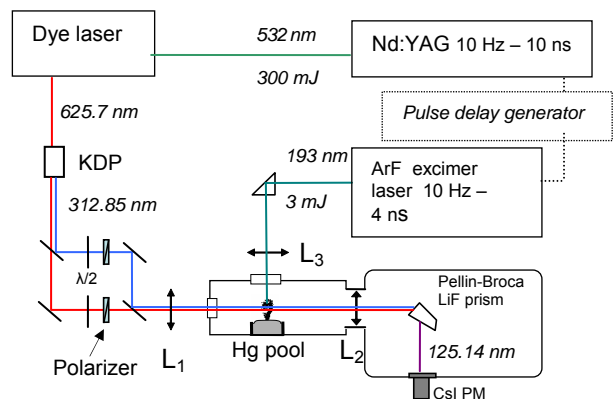 Dye laser
532 nm
300 mJ
Nd:YAG 10 Hz – 10 ns
Pulse delay generator
625.7 nm
KDP
193 nm
3 mJ
ArF excimer
laser 10 Hz –
4 ns
312.85 nm
λ/2
L3
Pellin-Broca
LiF prism
Polarizer
L1
Hg pool
L2
125.14 nm
CsI PM